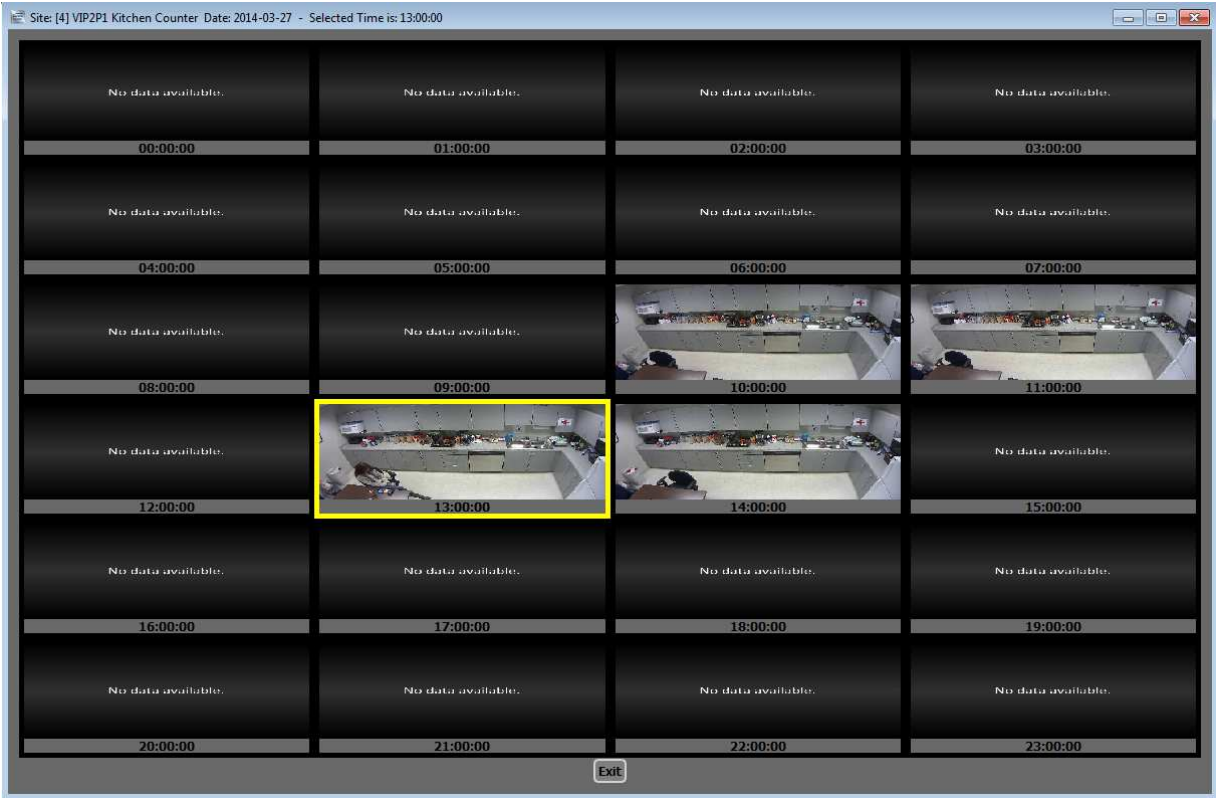 Site: [4] VIP2P1 Kitchen Counter Date: 2014-03-27 - Selected Time is: 13:00:00
No data available. No data available. No data available. No data available.
00:00:00 01:00:00 02:00:00 03:00:00
No data available. No data available. No data available. No data available.
04:00:00 05:00:00 06:00:00 07:00:00
No data available. No data available.
08:00:00 09:00:00 10:00:00 11:00:00
No data available. No data available.
12:00:00 13:00:00 14:00:00 15:00:00
No data available. No data available. No data available. No data available.
16:00:00 17:00:00 18:00:00 19:00:00
No data available. No data available. No data available. No data available.
20:00:00 21:00:00 22:00:00 23:00:00
Exit